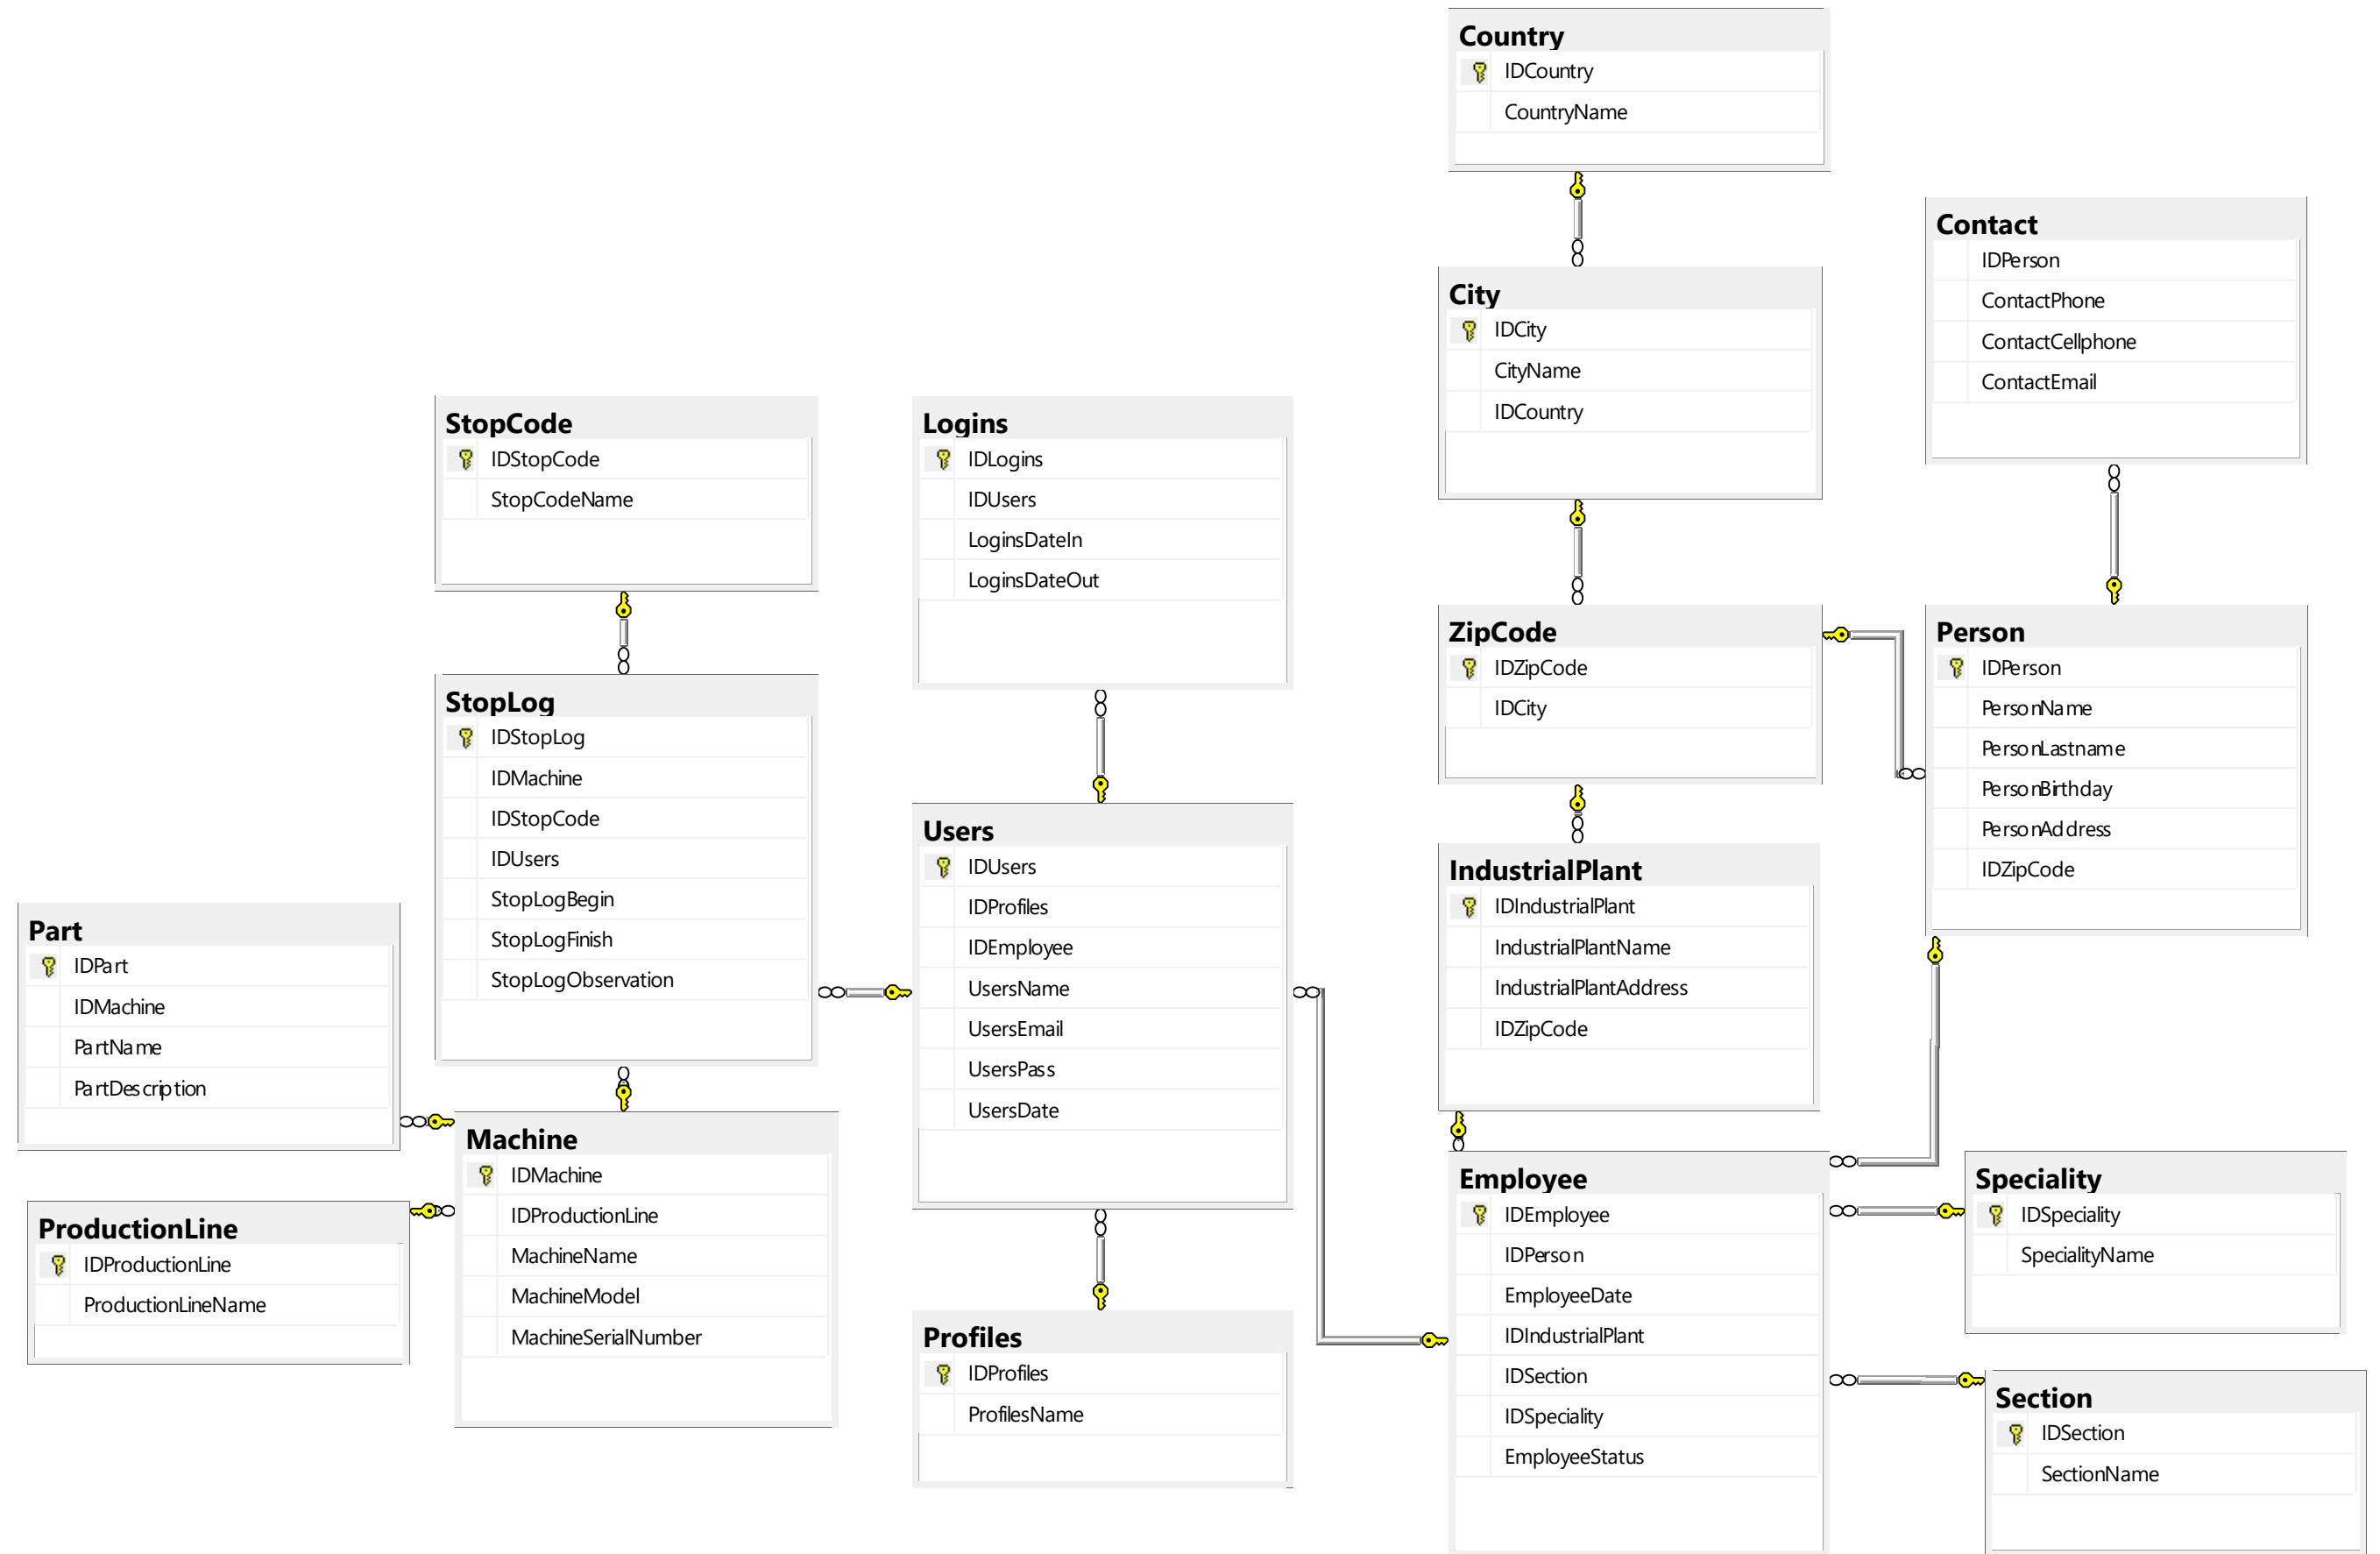 Country
IDCountry
CountryName
Contact
IDPerson
ContactPhone
ContactCellphone
ContactEmail
City
IDCity
CityName
IDCountry
StopCode
IDStopCode
StopCodeName
Logins
IDLogins
IDUsers
LoginsDateIn
LoginsDateOut
ZipCode
IDZipCode
IDCity
Person
IDPerson
PersonName
PersonLastname
PersonBirthday
PersonAddress
IDZipCode
StopLog
IDStopLog
IDMachine
IDStopCode
IDUsers
StopLogBegin
StopLogFinish
StopLogObservation
Users
IDUsers
IDProfiles
IDEmployee
UsersName
UsersEmail
UsersPass
UsersDate
IndustrialPlant
IDIndustrialPlant
IndustrialPlantName
IndustrialPlantAddress
IDZipCode
Part
IDPart
IDMachine
PartName
PartDescription
Machine
IDMachine
IDProductionLine
MachineName
MachineModel
MachineSerialNumber
ProductionLine
IDProductionLine
ProductionLineName
Profiles
IDProfiles
ProfilesName
Employee
IDEmployee
IDPerson
EmployeeDate
IDIndustrialPlant
IDSection
IDSpeciality
EmployeeStatus
Speciality
IDSpeciality
SpecialityName
Section
IDSection
SectionName